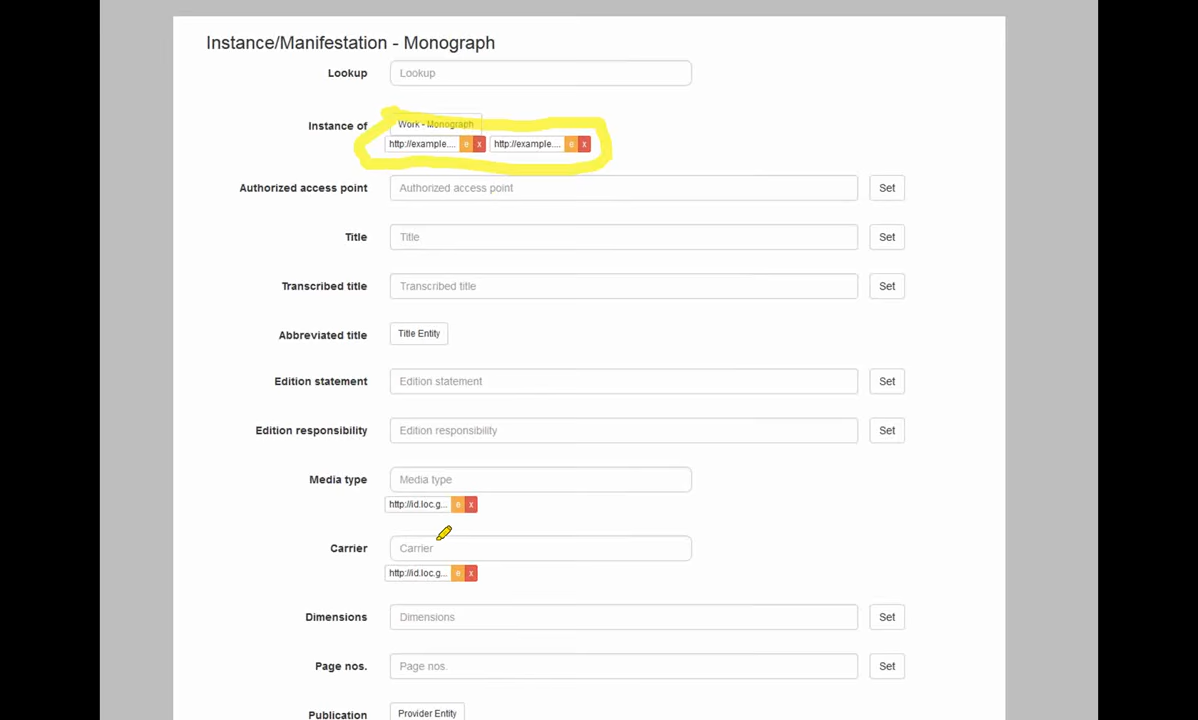 Instance/Manifestation - Monograph
Lookup Lookup
Instance of Work - Monograph
http://example.... e x http://example.... e x
Authorized access point Authorized access point Set
Title Title Set
Transcribed title Transcribed title Set
Abbreviated title Title Entity
Edition statement Edition statement Set
Edition responsibility Edition responsibility Set
Media type Media type
http://id.loc.g... e x
Carrier Carrier
http://id.loc.g... e x
Dimensions Dimensions Set
Page nos. Page nos. Set
Publication Provider Entity